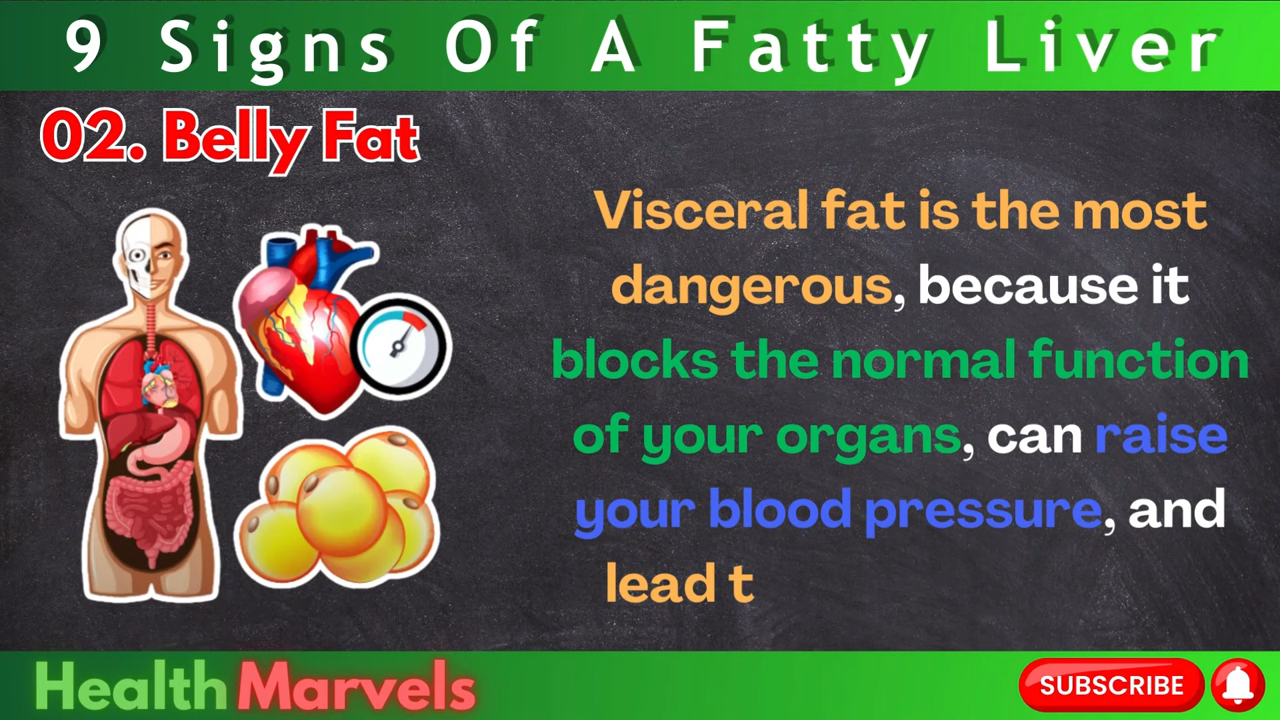 9 Signs Of A Fatty Liver
02. Belly Fat
Visceral fat is the most
dangerous, because it
blocks the normal function
of your organs, can raise
your blood pressure, and
lead t
HealthMarvels
SUBSCRIBE